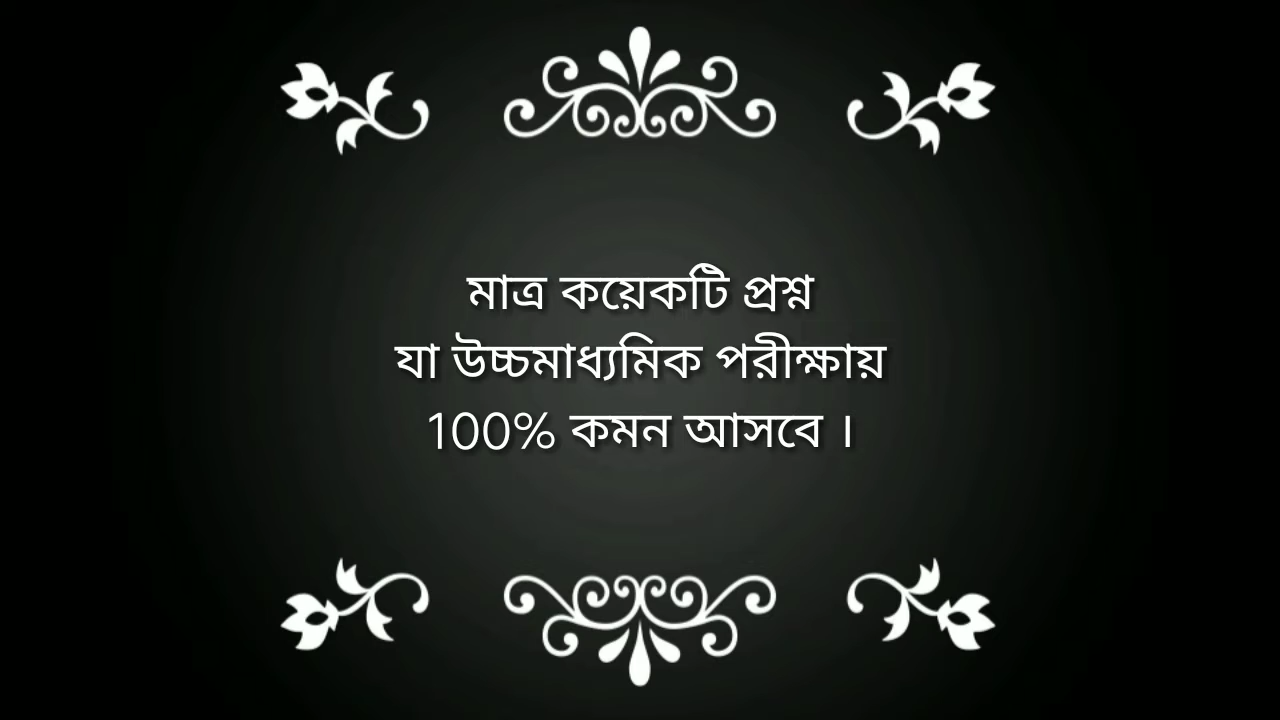 মাত্র কয়েকটি প্রশ্ন
যা উচ্চমাধ্যমিক পরীক্ষায়
100% কমন আসবে ।